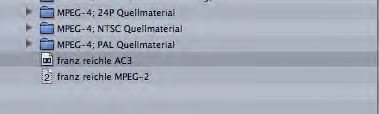 MPEG-4; 24P Quellmaterial
MPEG-4; NTSC Quellmaterial
MPEG-4; PAL Quellmaterial
franz reichle AC3
franz reichle MPEG-2